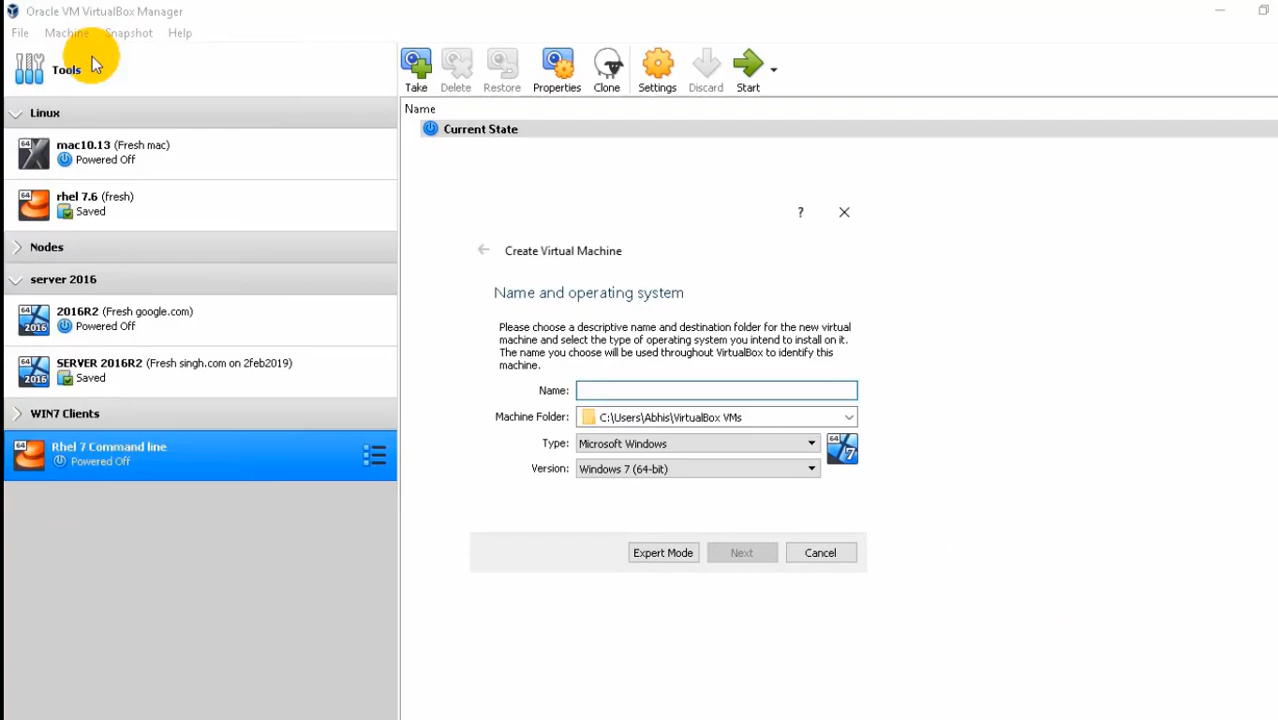 Oracle VM VirtualBox Manager
File Machine Snapshot Help
Tools
Take Delete Restore Properties Clone Settings Discard Start
Linux
mac10.13 (Fresh mac)
Powered Off
rhel 7.6 (fresh)
Saved
Nodes
server 2016
2016R2 (Fresh google.com)
Powered Off
SERVER 2016R2 (Fresh singh.com on 2feb2019)
Saved
WIN7 Clients
Rhel 7 Command line
Powered Off
Name
Current State
?
Create Virtual Machine
Name and operating system
Please choose a descriptive name and destination folder for the new virtual
machine and select the type of operating system you intend to install on it.
The name you choose will be used throughout VirtualBox to identify this
machine.
Name:
Machine Folder: C:\Users\Abhis\VirtualBox VMs
Type: Microsoft Windows
Version: Windows 7 (64-bit)
64
7
Expert Mode Next Cancel